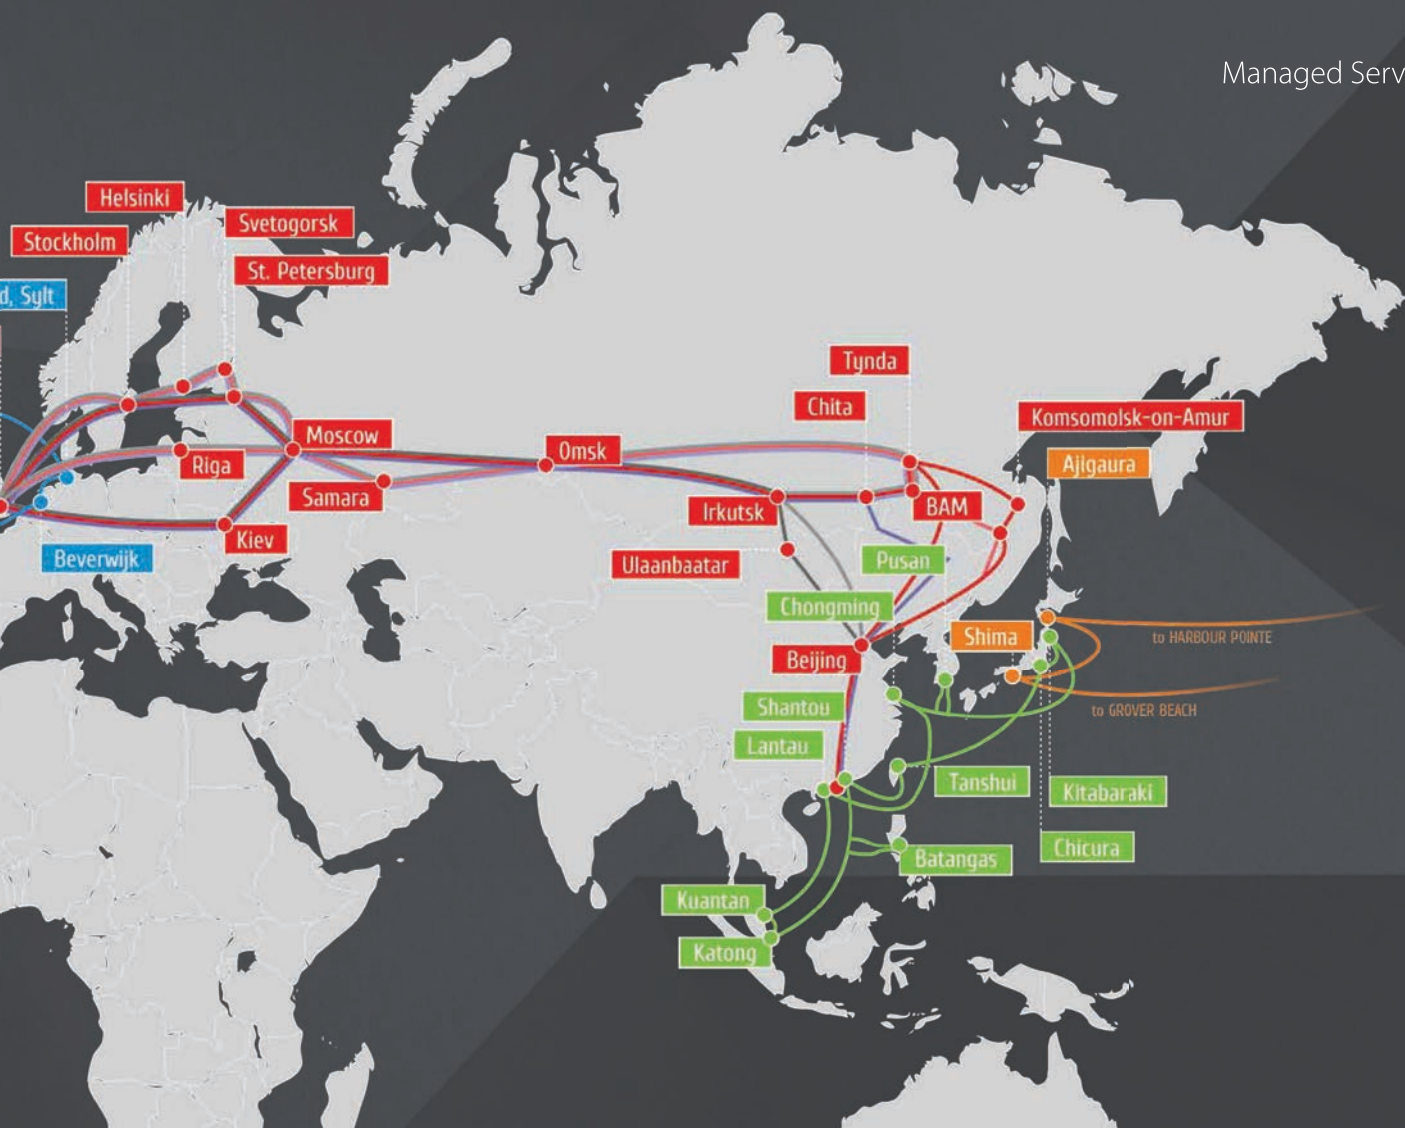 Managed Serv
Helsinki
Svetogorsk
Stockholm
St. Petersburg
d, Sylt
Tynda
Chita
Komsomolsk-on-Amur
Moscow
Omsk
Riga
Ajlgaura
Samara
Irkutsk
BAM
Kiev
Beverwijk
Ulaanbaatar
Pusan
Chongming
Shima
to HARBOUR POINTE
Beijing
Shantou
to GROVER BEACH
Lantau
Tanshui
Kitabaraki
Chicura
Batangas
Kuantan
Katong